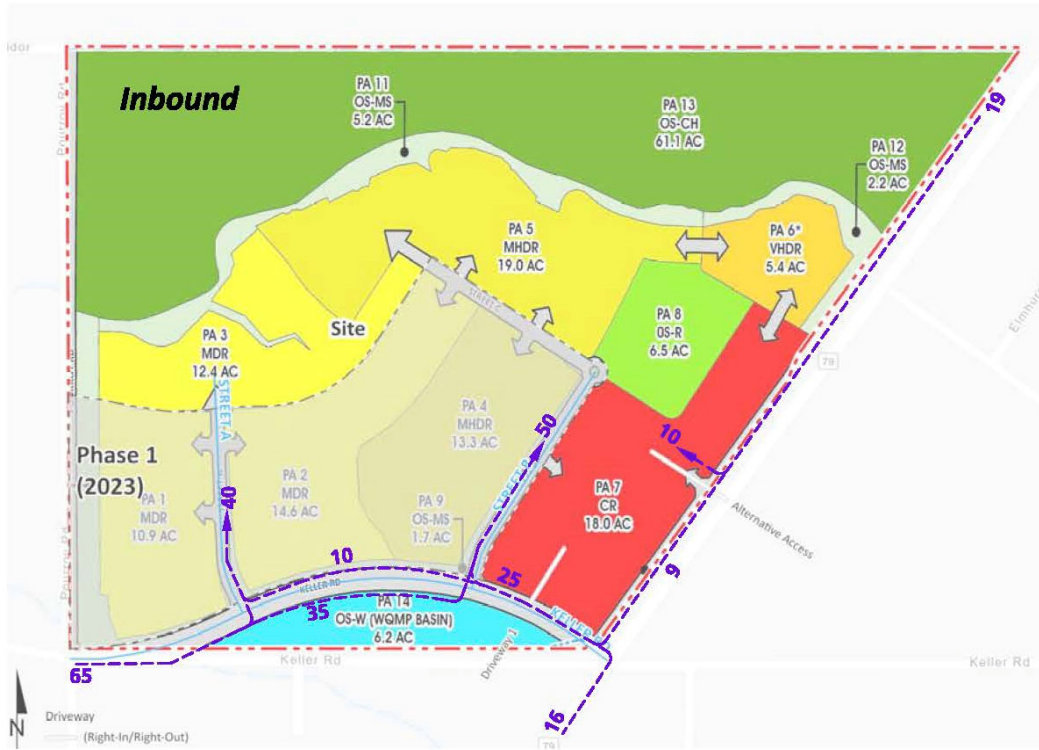 idor
Inbound
Pourroy Rd
PA 11
OS-MS
5.2 AC
PA 13
OS-CH
61.1 AC
19
PA 12
OS-MS
2.2 AC
PA 5
MHDR
19.0 AC
PA 6*
VHDR
5.4 AC
Elmhurst
STREET C
Site
PA 8
OS-R
6.5 AC
79
PA 3
MDR
12.4 AC
STREET A
PA 4
MHDR
13.3 AC
50
10
Phase 1
(2023)
PA 1
MDR
10.9 AC
40
PA 2
MDR
14.6 AC
PA 9
OS-MS
1.7 AC
PA 7
CR
18.0 AC
Alternative Access
Pourroy Rd
10
KELLER RD
25
9
35
PA 14
OS-W (WQMP BASIN)
6.2 AC
65
Keller Rd
Driveway 1
Keller Rd
16
79
N
Driveway
(Right-In/Right-Out)